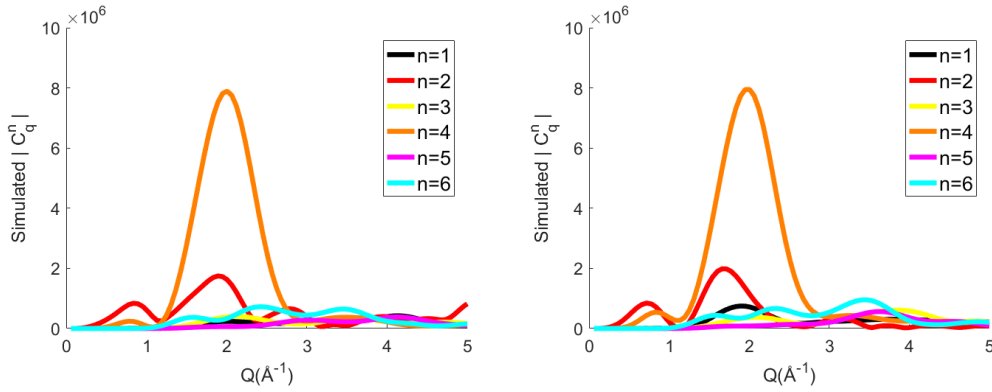 ×10^6
10
8
6
4
2
0
Simulated | C_q^n |
0 1 2 3 4 5
Q(Å^-1)
n=1
n=2
n=3
n=4
n=5
n=6
×10^6
10
8
6
4
2
0
Simulated | C_q^n |
0 1 2 3 4 5
Q(Å^-1)
n=1
n=2
n=3
n=4
n=5
n=6